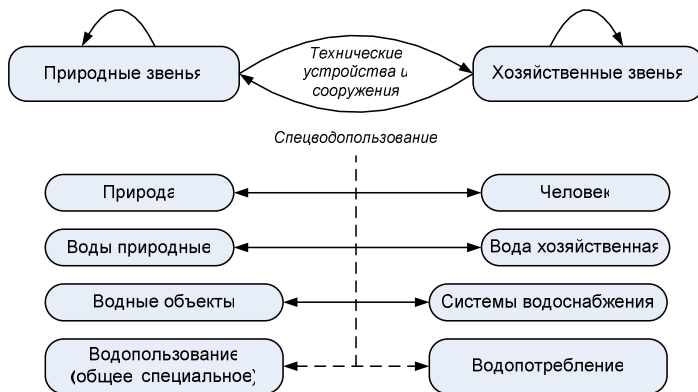 Природные звенья
Технические
устройства и
сооружения
Хозяйственные звенья
Спецводопользование
Природа
Человек
Воды природные
Вода хозяйственная
Водные объекты
Системы водоснабжения
Водопользование
(общее специальное)
Водопотребление